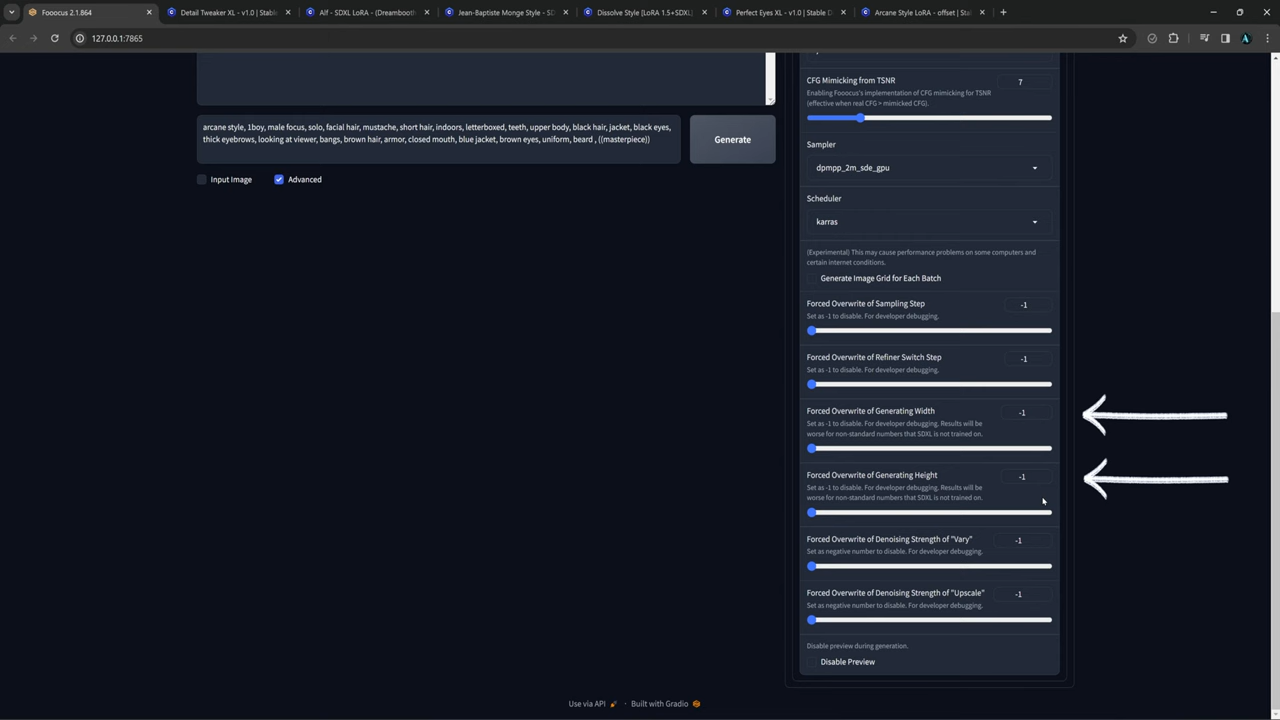 Fooocus 2.1.864
Detail Tweaker XL - v1.0 | Stable
Alf - SDXL LoRA - (Dreambooth
Jean-Baptiste Monge Style - SD
Dissolve Style [LoRA 1.5+SDXL]
Perfect Eyes XL - v1.0 | Stable D
Arcane Style LoRA - offset | Stab
127.0.0.1:7865
CFG Mimicking from TSNR
7
Enabling Fooocus's implementation of CFG mimicking for TSNR
(effective when real CFG > mimicked CFG).
arcane style, 1boy, male focus, solo, facial hair, mustache, short hair, indoors, letterboxed, teeth, upper body, black hair, jacket, black eyes,
thick eyebrows, looking at viewer, bangs, brown hair, armor, closed mouth, blue jacket, brown eyes, uniform, beard , ((masterpiece))
Generate
Input Image
Advanced
Sampler
dpmpp_2m_sde_gpu
Scheduler
karras
(Experimental) This may cause performance problems on some computers and
certain internet conditions.
Generate Image Grid for Each Batch
Forced Overwrite of Sampling Step
-1
Set as -1 to disable. For developer debugging.
Forced Overwrite of Refiner Switch Step
-1
Set as -1 to disable. For developer debugging.
Forced Overwrite of Generating Width
-1
Set as -1 to disable. For developer debugging. Results will be
worse for non-standard numbers that SDXL is not trained on.
Forced Overwrite of Generating Height
-1
Set as -1 to disable. For developer debugging. Results will be
worse for non-standard numbers that SDXL is not trained on.
Forced Overwrite of Denoising Strength of "Vary"
-1
Set as negative number to disable. For developer debugging.
Forced Overwrite of Denoising Strength of "Upscale"
-1
Set as negative number to disable. For developer debugging.
Disable preview during generation.
Disable Preview
Use via API · Built with Gradio